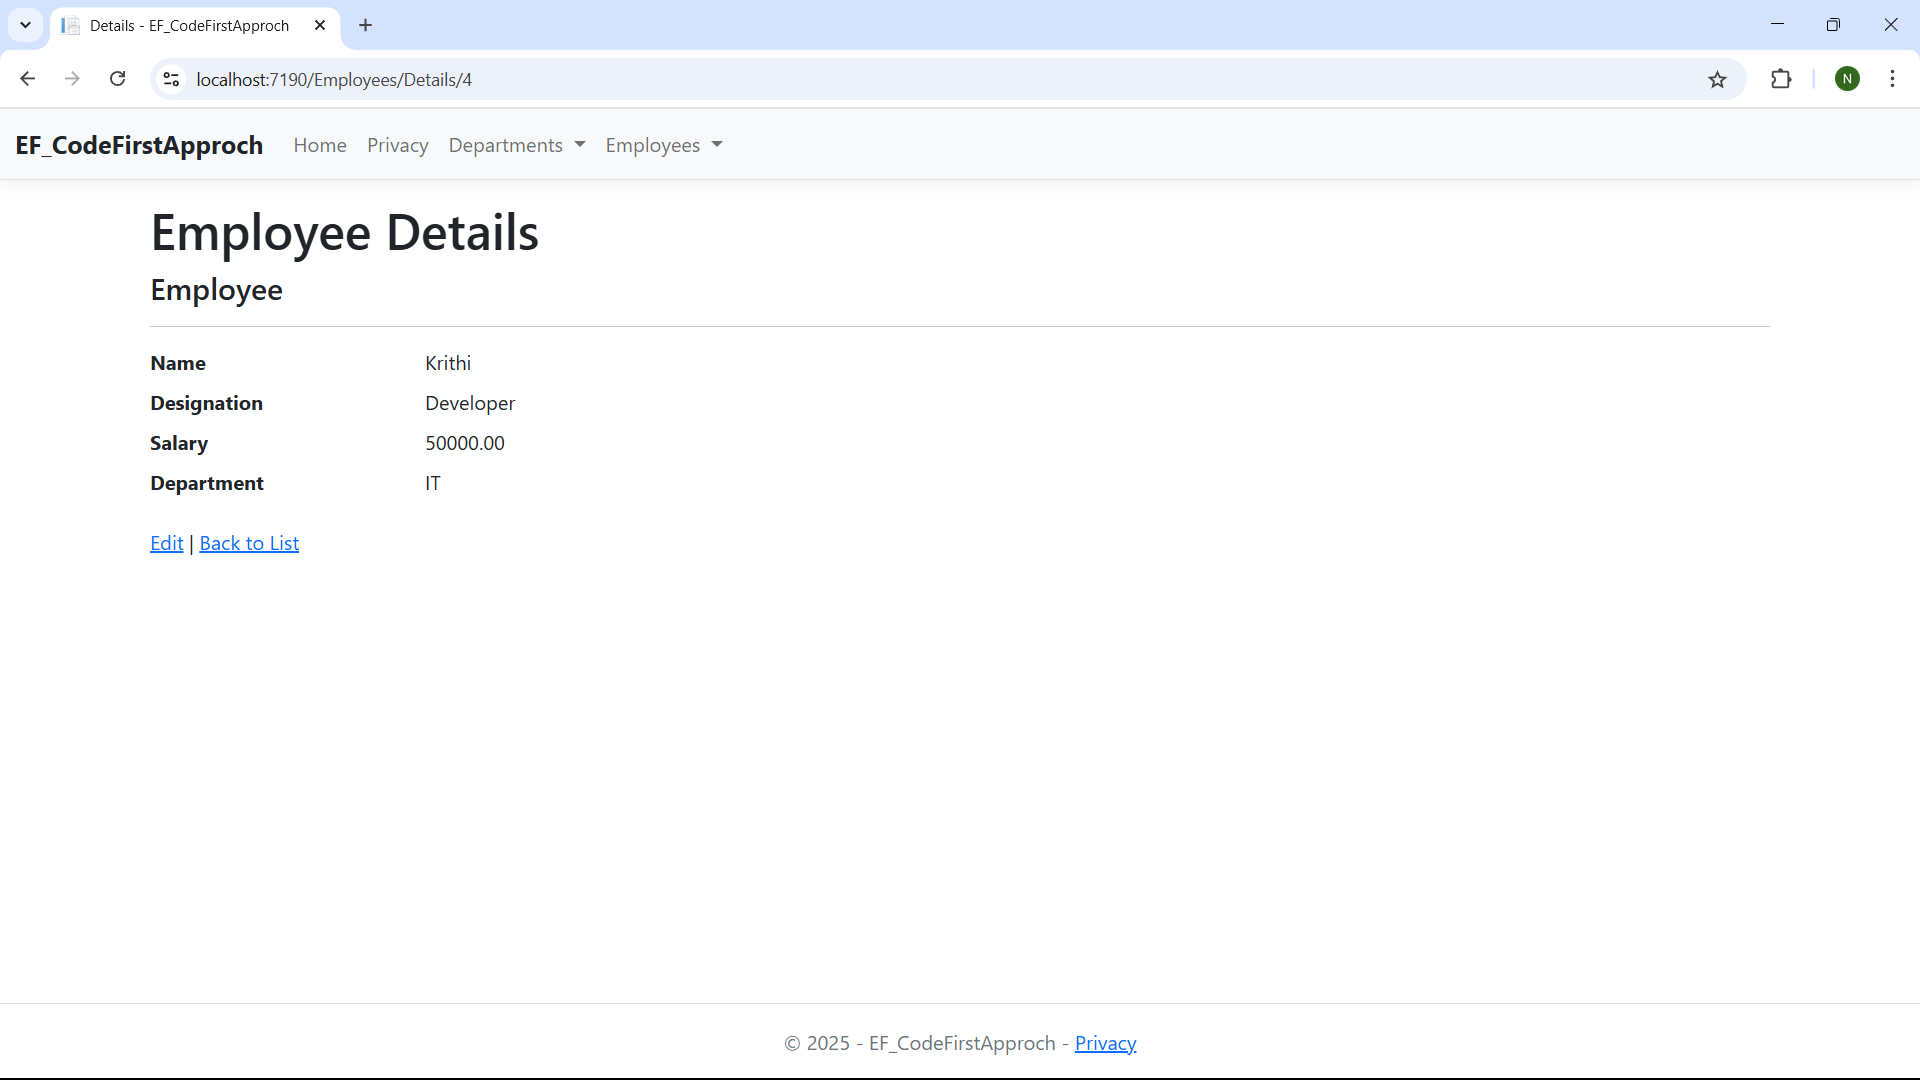 Details - EF_CodeFirstApproch
localhost:7190/Employees/Details/4
N
EF_CodeFirstApproch Home Privacy Departments Employees
Employee Details
Employee
Name Krithi
Designation Developer
Salary 50000.00
Department IT
Edit | Back to List
© 2025 - EF_CodeFirstApproch - Privacy